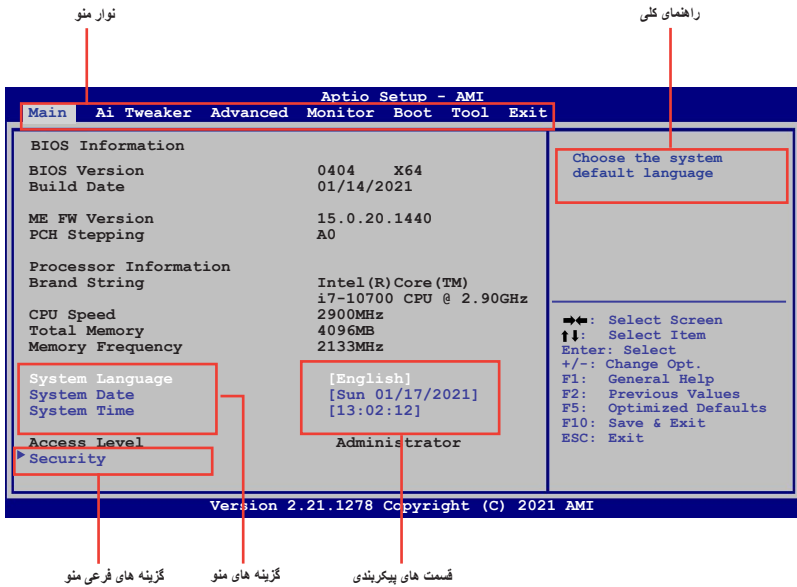 نوار منو
راهنمای کلی
Aptio Setup - AMI
Main Ai Tweaker Advanced Monitor Boot Tool Exit
BIOS Information
BIOS Version 0404 X64
Build Date 01/14/2021
ME FW Version 15.0.20.1440
PCH Stepping A0
Processor Information
Brand String Intel(R)Core(TM)
i7-10700 CPU @ 2.90GHz
CPU Speed 2900MHz
Total Memory 4096MB
Memory Frequency 2133MHz
System Language [English]
System Date [Sun 01/17/2021]
System Time [13:02:12]
Access Level Administrator
Security
Choose the system
default language
→←: Select Screen
↑↓: Select Item
Enter: Select
+/-: Change Opt.
F1: General Help
F2: Previous Values
F5: Optimized Defaults
F10: Save & Exit
ESC: Exit
Version 2.21.1278 Copyright (C) 2021 AMI
گزینه های فرعی منو
گزینه های منو
قسمت های پیکربندی